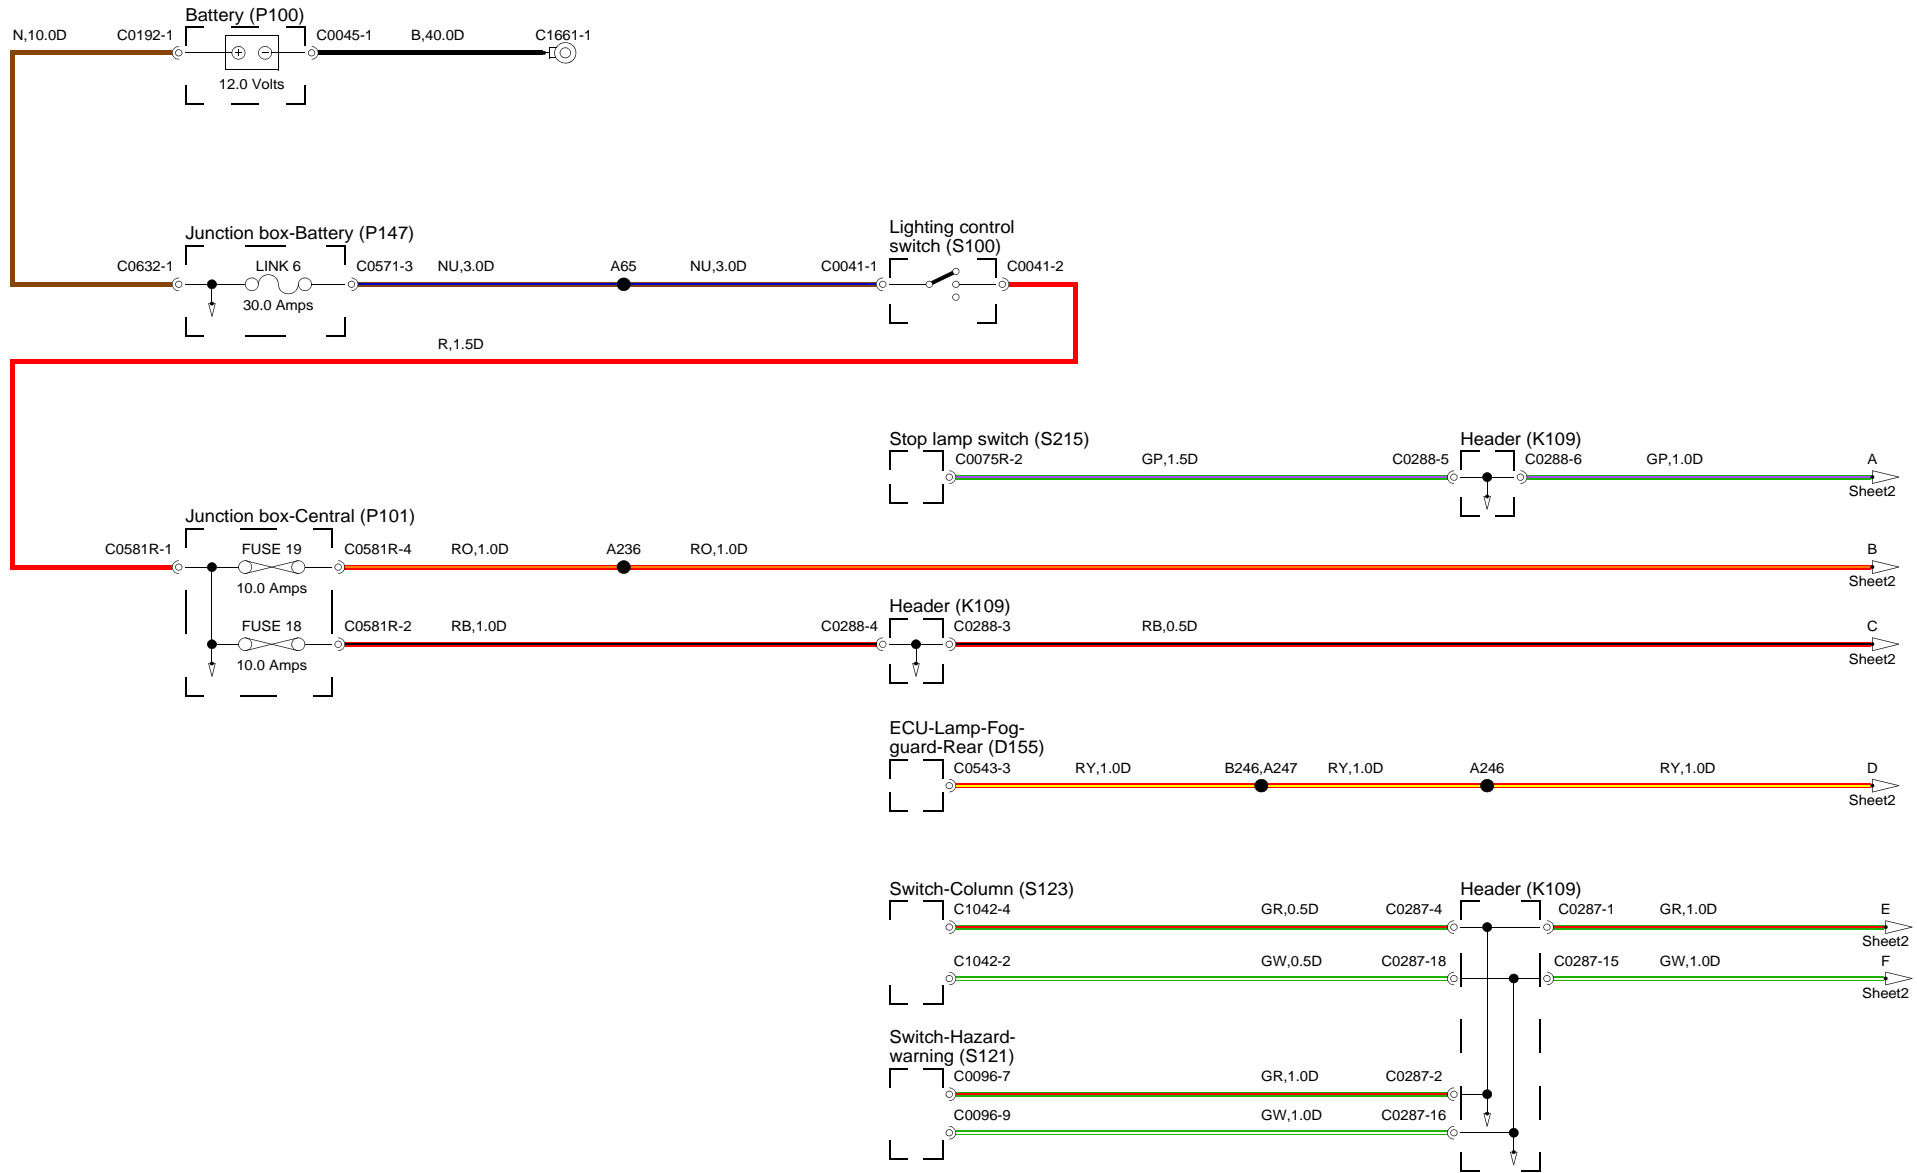 Battery (P100)
N,10.0D C0192-1 C0045-1 B,40.0D C1661-1
12.0 Volts
Junction box-Battery (P147)
Lighting control
switch (S100)
C0632-1 LINK 6 C0571-3 NU,3.0D A65 NU,3.0D C0041-1 C0041-2
30.0 Amps
R,1.5D
Stop lamp switch (S215) Header (K109)
C0075R-2 GP,1.5D C0288-5 C0288-6 GP,1.0D A
Sheet2
Junction box-Central (P101)
C0581R-1 FUSE 19 C0581R-4 RO,1.0D A236 RO,1.0D B
10.0 Amps Sheet2
Header (K109)
FUSE 18 C0581R-2 RB,1.0D C0288-4 C0288-3 RB,0.5D C
10.0 Amps Sheet2
ECU-Lamp-Fog-
guard-Rear (D155)
C0543-3 RY,1.0D B246,A247 RY,1.0D A246 RY,1.0D D
Sheet2
Switch-Column (S123) Header (K109)
C1042-4 GR,0.5D C0287-4 C0287-1 GR,1.0D E
Sheet2
C1042-2 GW,0.5D C0287-18 C0287-15 GW,1.0D F
Sheet2
Switch-Hazard-
warning (S121)
C0096-7 GR,1.0D C0287-2
C0096-9 GW,1.0D C0287-16